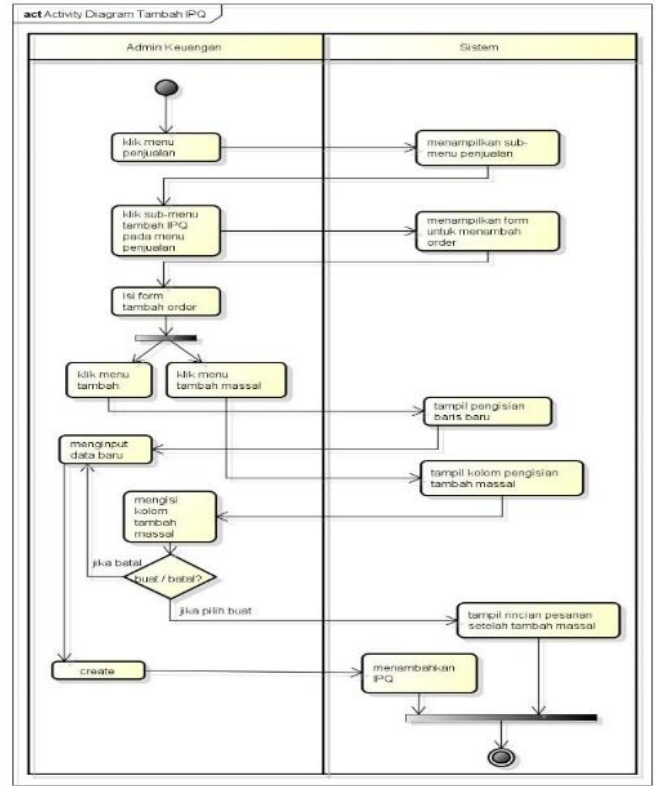 act Activity Diagram Tambah IPQ
Admin Keuangan
Sistem
klik menu
penjualan
menampilkan sub-
menu penjualan
klik sub-menu
tambah IPQ
pada menu
penjualan
menampilkan form
untuk menambah
order
isi form
tambah order
klik menu
tambah
klik menu
tambah massal
tampil pengisian
baris baru
menginput
data baru
tampil kolom pengisian
tambah massal
mengisi
kolom
tambah
massal
jika batal
buat / batal?
jika pilih buat
tampil rincian pesanan
setelah tambah massal
create
menambahkan
IPQ